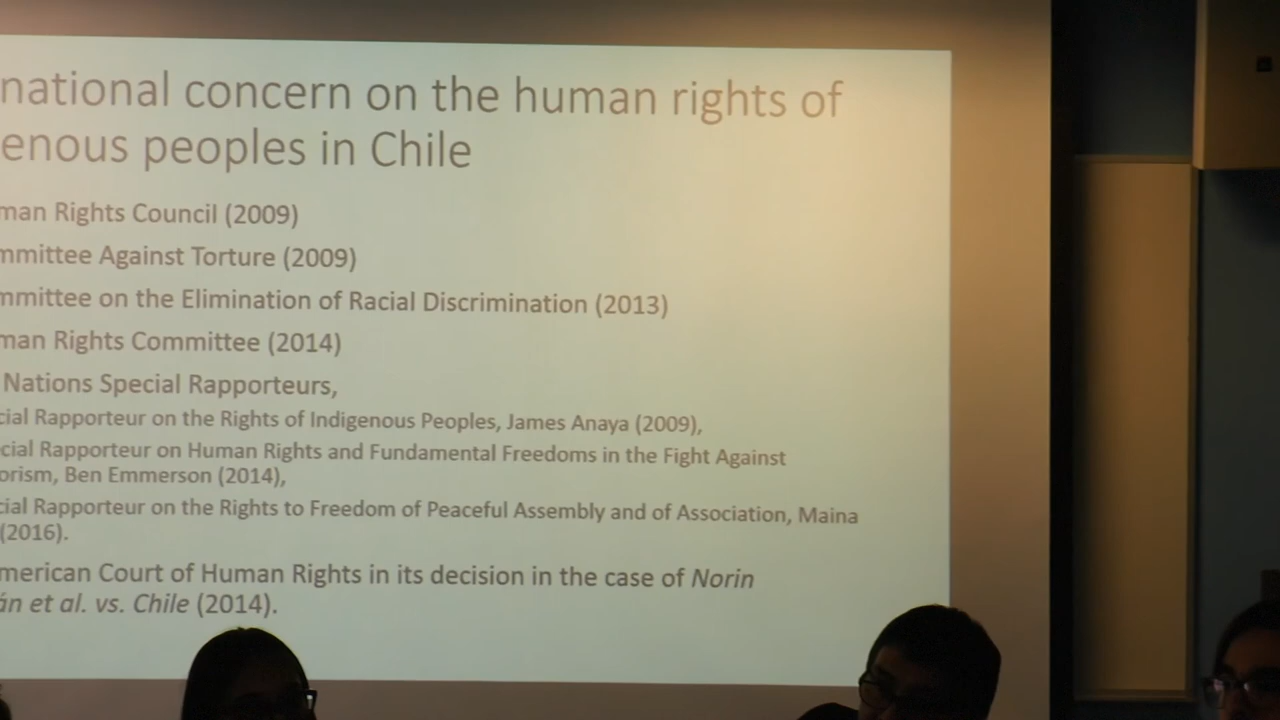 national concern on the human rights of
enous peoples in Chile
man Rights Council (2009)
mmittee Against Torture (2009)
mmittee on the Elimination of Racial Discrimination (2013)
man Rights Committee (2014)
Nations Special Rapporteurs,
cial Rapporteur on the Rights of Indigenous Peoples, James Anaya (2009),
cial Rapporteur on Human Rights and Fundamental Freedoms in the Fight Against
orism, Ben Emmerson (2014),
cial Rapporteur on the Rights to Freedom of Peaceful Assembly and of Association, Maina
(2016).
merican Court of Human Rights in its decision in the case of Norin
án et al. vs. Chile (2014).